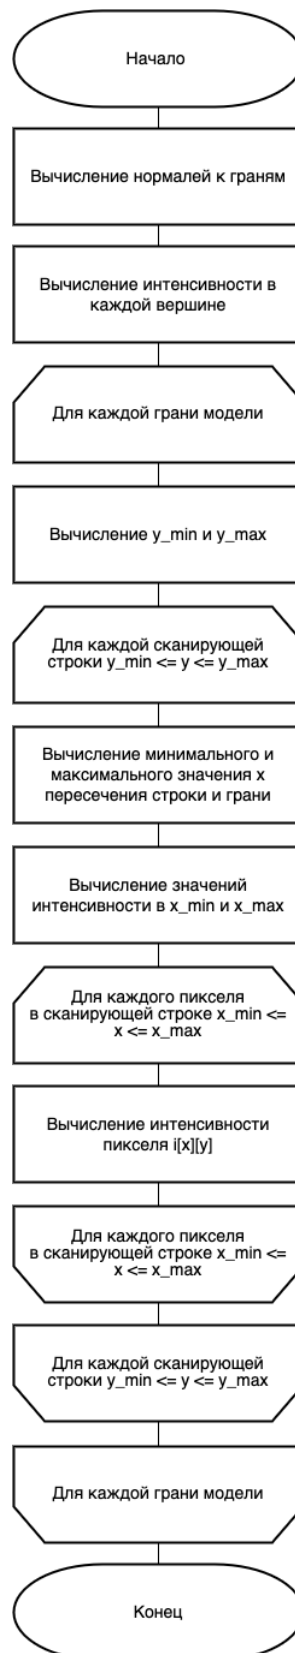 Начало
Вычисление нормалей к граням
Вычисление интенсивности в
каждой вершине
Для каждой грани модели
Вычисление y_min и y_max
Для каждой сканирующей
строки y_min <= y <= y_max
Вычисление минимального и
максимального значения x
пересечения строки и грани
Вычисление значений
интенсивности в x_min и x_max
Для каждого пикселя
в сканирующей строке x_min <=
x <= x_max
Вычисление интенсивности
пикселя i[x][y]
Для каждого пикселя
в сканирующей строке x_min <=
x <= x_max
Для каждой сканирующей
строки y_min <= y <= y_max
Для каждой грани модели
Конец